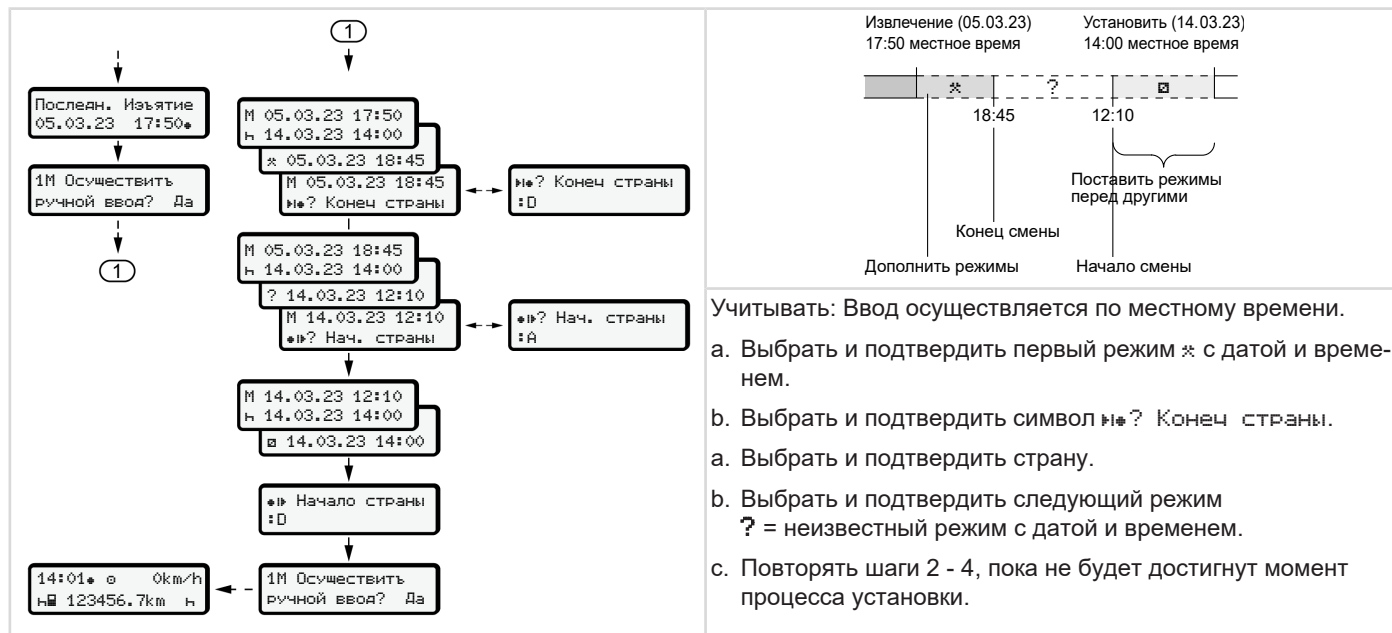 1
Последн. Изъятие
05.03.23 17:50
1М Осуществить
ручной ввод? Да
1
М 05.03.23 17:50
14.03.23 14:00
05.03.23 18:45
М 05.03.23 18:45
? Конец страны
? Конец страны
:D
М 05.03.23 18:45
14.03.23 14:00
? 14.03.23 12:10
М 14.03.23 12:10
? Нач. страны
? Нач. страны
:A
М 14.03.23 12:10
14.03.23 14:00
14.03.23 14:00
Начало страны
:D
1М Осуществить
ручной ввод? Да
14:01 0km/h
123456.7km
Извлечение (05.03.23)
17:50 местное время
Установить (14.03.23)
14:00 местное время
?
18:45
12:10
Поставить режимы
перед другими
Конец смены
Дополнить режимы
Начало смены
Учитывать: Ввод осуществляется по местному времени.
a. Выбрать и подтвердить первый режим с датой и време-
нем.
b. Выбрать и подтвердить символ ? Конец страны.
a. Выбрать и подтвердить страну.
b. Выбрать и подтвердить следующий режим
? = неизвестный режим с датой и временем.
c. Повторять шаги 2 - 4, пока не будет достигнут момент
процесса установки.